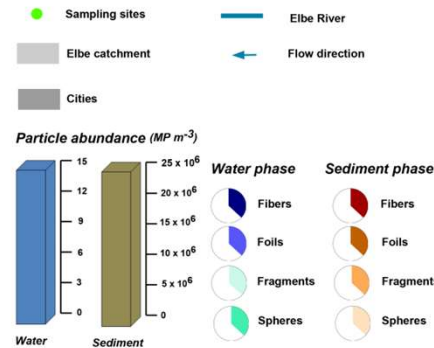 Sampling sites
Elbe River
Elbe catchment
Flow direction
Cities
Particle abundance (MP m⁻³)
15
12
9
6
3
0
Water
25 x 10⁶
20 x 10⁶
15 x 10⁶
10 x 10⁶
5 x 10⁶
0
Sediment
Water phase
Fibers
Foils
Fragments
Spheres
Sediment phase
Fibers
Foils
Fragment
Spheres